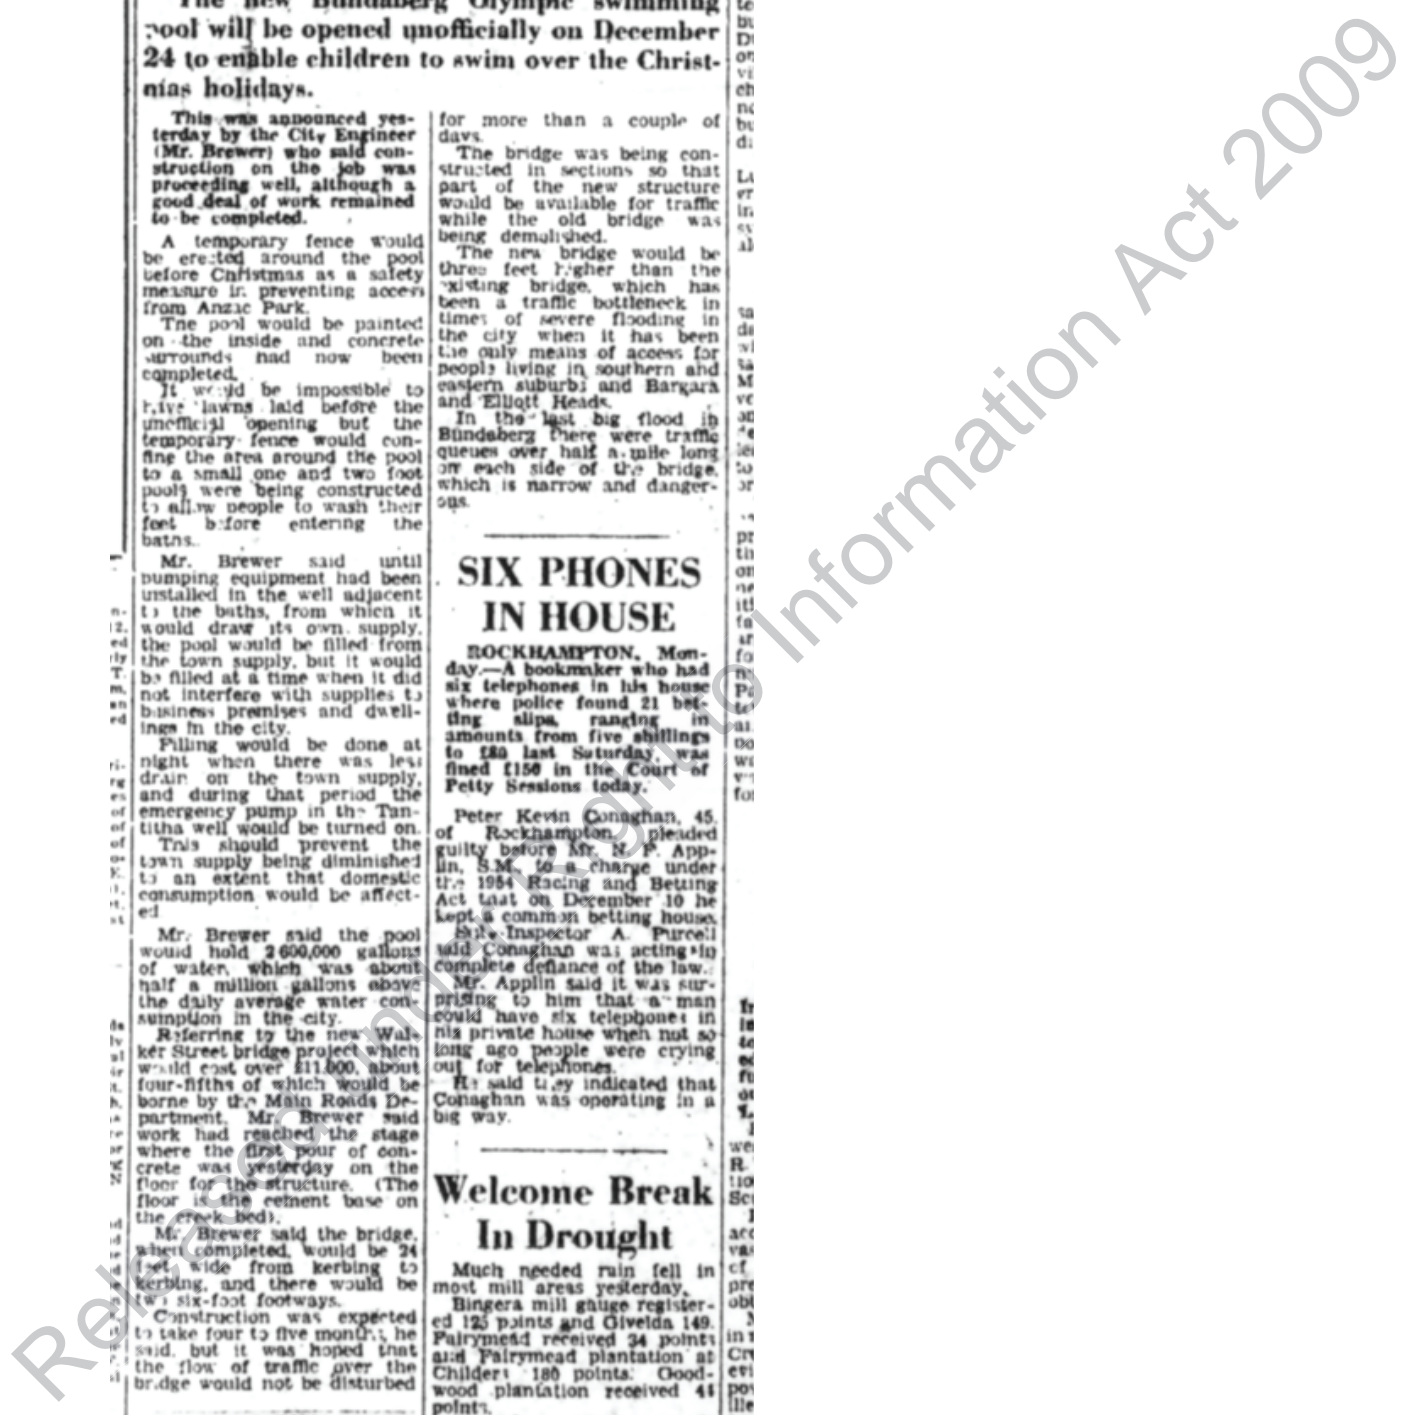 The new Bundaberg Olympic swimming
pool will be opened unofficially on December
24 to enable children to swim over the Christ-
mas holidays.
This was announced yes-
terday by the City Engineer
(Mr. Brewer) who said con-
struction on the job was
proceeding well, although a
good deal of work remained
to be completed.
A temporary fence would
be erected around the pool
before Christmas as a safety
measure in preventing access
from Anzac Park.
The pool would be painted
on the inside and concrete
surrounds had now been
completed.
It would be impossible to
have lawns laid before the
unofficial opening but the
temporary fence would con-
fine the area around the pool
to a small one and two foot
pools were being constructed
to allow people to wash their
feet before entering the
baths.
Mr. Brewer said until
pumping equipment had been
installed in the well adjacent
to the baths, from which it
would draw its own supply,
the pool would be filled from
the town supply, but it would
be filled at a time when it did
not interfere with supplies to
business premises and dwell-
ings in the city.
Filling would be done at
night when there was less
drain on the town supply,
and during that period the
emergency pump in the Tan-
titha well would be turned on.
This should prevent the
town supply being diminished
to an extent that domestic
consumption would be affect-
ed
Mr. Brewer said the pool
would hold 2 600,000 gallons
of water, which was about
half a million gallons above
the daily average water con-
sumption in the city.
Referring to the new Wal-
ker Street bridge project which
would cost over £11,000, about
four-fifths of which would be
borne by the Main Roads De-
partment, Mr. Brewer said
work had reached the stage
where the first pour of con-
crete was yesterday on the
floor for the structure. (The
floor is the cement base on
the creek bed).
Mr. Brewer said the bridge,
when completed, would be 24
feet wide from kerbing to
kerbing, and there would be
two six-foot footways.
Construction was expected
to take four to five months, he
said, but it was hoped that
the flow of traffic over the
bridge would not be disturbed
for more than a couple of
days.
The bridge was being con-
structed in sections so that
part of the new structure
would be available for traffic
while the old bridge was
being demolished.
The new bridge would be
three feet higher than the
existing bridge, which has
been a traffic bottleneck in
times of severe flooding in
the city when it has been
the only means of access for
people living in southern and
eastern suburbs and Bargara
and Elliott Heads.
In the last big flood in
Bundaberg there were traffic
queues over half a mile long
on each side of the bridge,
which is narrow and danger-
ous.
SIX PHONES
IN HOUSE
ROCKHAMPTON, Mon-
day.—A bookmaker who had
six telephones in his house
where police found 21 bet-
ting slips, ranging in
amounts from five shillings
to £80 last Saturday, was
fined £150 in the Court of
Petty Sessions today.
Peter Kevin Conaghan, 45,
of Rockhampton, pleaded
guilty before Mr. N. P. App-
lin, S.M., to a charge under
the 1954 Racing and Betting
Act that on December 10 he
kept a common betting house.
Sub-Inspector A. Purcell
said Conaghan was acting in
complete defiance of the law.
Mr. Applin said it was sur-
prising to him that a man
could have six telephones in
his private house when not so
long ago people were crying
out for telephones.
He said they indicated that
Conaghan was operating in a
big way.
Welcome Break
In Drought
Much needed rain fell in
most mill areas yesterday.
Bingera mill gauge register-
ed 125 points and Givelda 149.
Fairymead received 34 points
and Fairymead plantation at
Childers 180 points. Good-
wood plantation received 41
points.
Released under Right to Information Act 2009